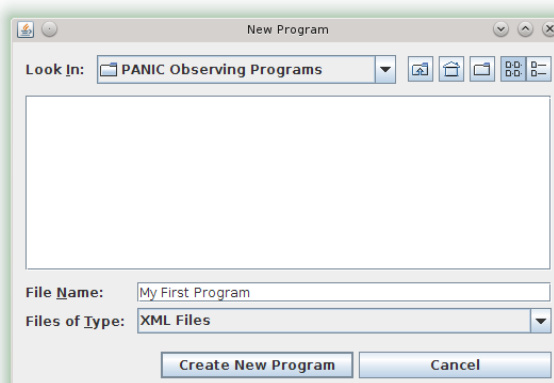 New Program
Look In: PANIC Observing Programs
File Name: My First Program
Files of Type: XML Files
Create New Program Cancel